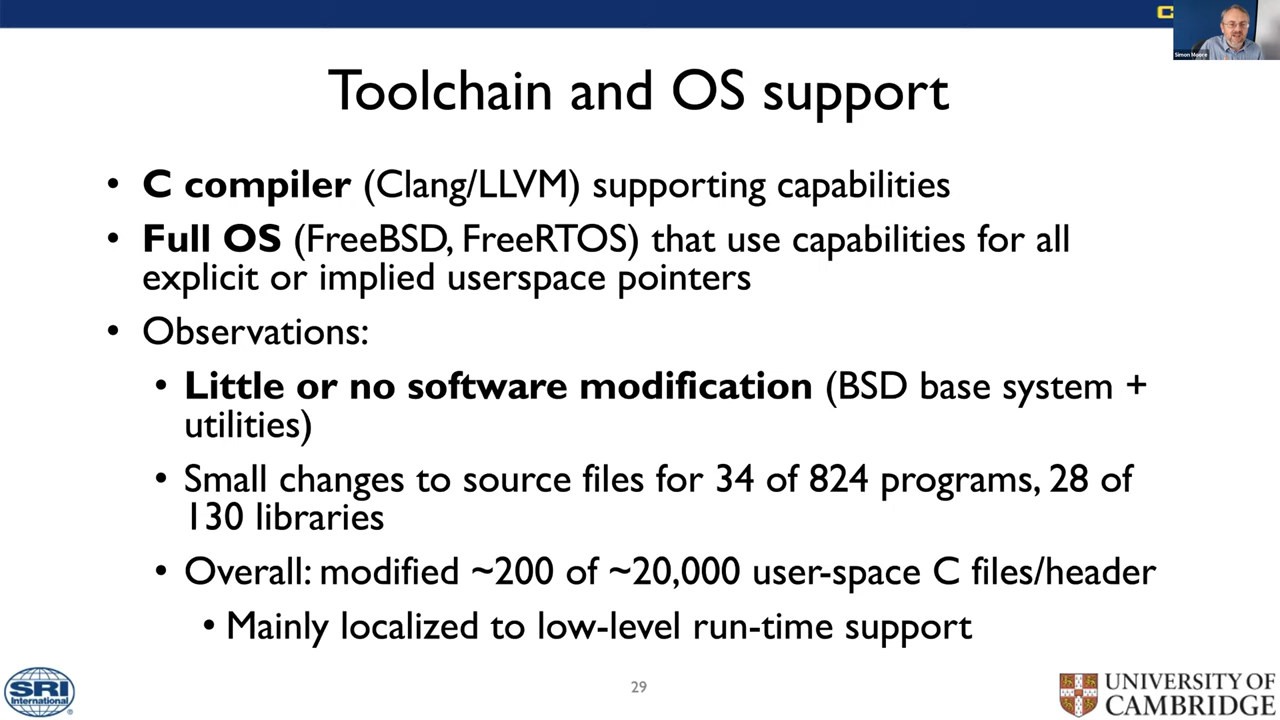 Simon Moore
Toolchain and OS support
• C compiler (Clang/LLVM) supporting capabilities
• Full OS (FreeBSD, FreeRTOS) that use capabilities for all
explicit or implied userspace pointers
• Observations:
• Little or no software modification (BSD base system +
utilities)
• Small changes to source files for 34 of 824 programs, 28 of
130 libraries
• Overall: modified ~200 of ~20,000 user-space C files/header
• Mainly localized to low-level run-time support
SRI
International
29
UNIVERSITY OF
CAMBRIDGE